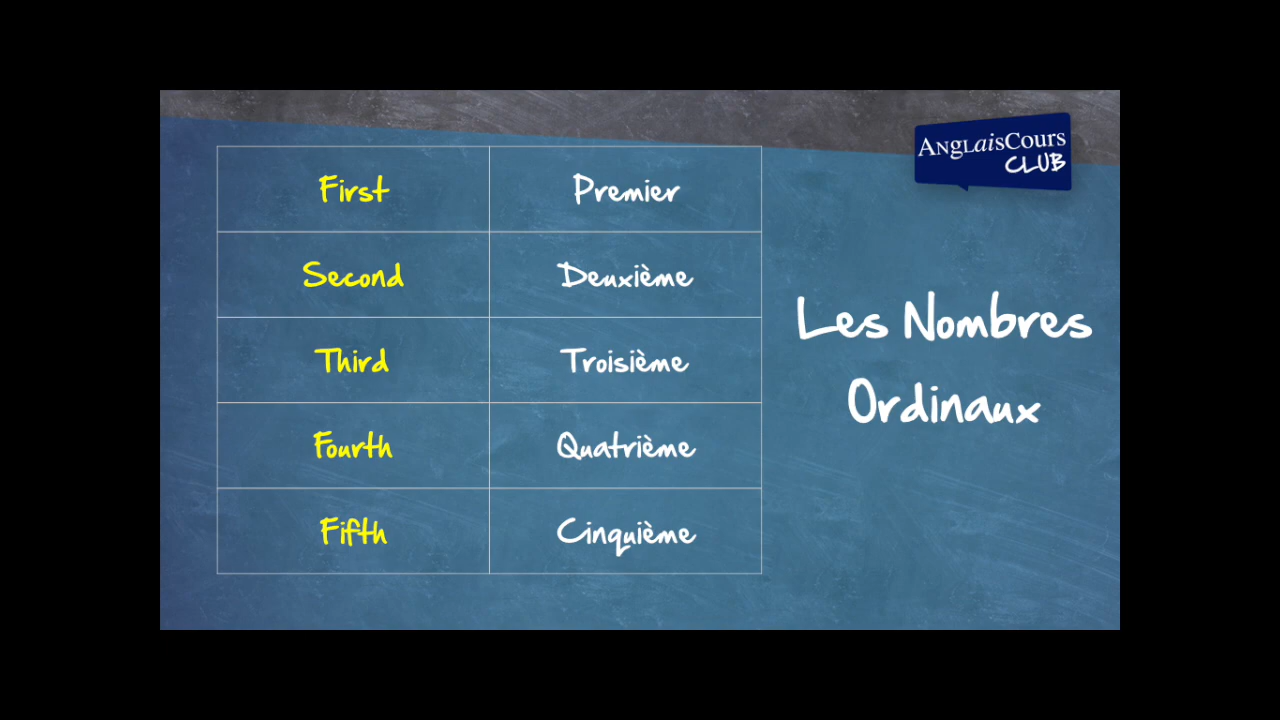 AnglaisCours
CLUB
First Premier
Second Deuxième
Third Troisième
Fourth Quatrième
Fifth Cinquième
Les Nombres
Ordinaux